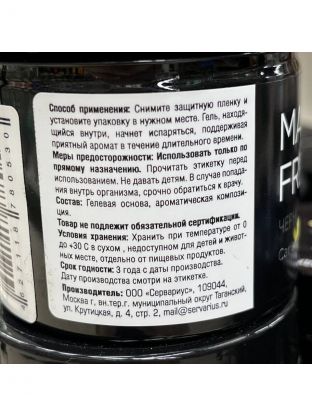 Способ применения: Снимите защитную пленку и
установите упаковку в нужном месте. Гель, находя-
щийся внутри, начнет испаряться, поддерживая
приятный аромат в течение длительного времени.
Меры предосторожности: Использовать только по
прямому назначению. Прочитать этикетку перед
использованием. Не давать детям. В случае попада-
ния внутрь организма, срочно обратиться к врачу.
Состав: Гелевая основа, ароматическая компози-
ция.
Товар не подлежит обязательной сертификации.
Условия хранения: Хранить при температуре от 0
до +30 С в сухом , недоступном для детей и живот-
ных месте, отдельно от пищевых продуктов.
Срок годности: 3 года с даты производства.
Дату производства смотри на этикетке.
Производитель: ООО «Сервариус», 109044,
Москва г, вн.тер.г. муниципальный округ Таганский,
ул. Крутицкая, д. 4, стр. 2, mail@servarius.ru
MA
FR